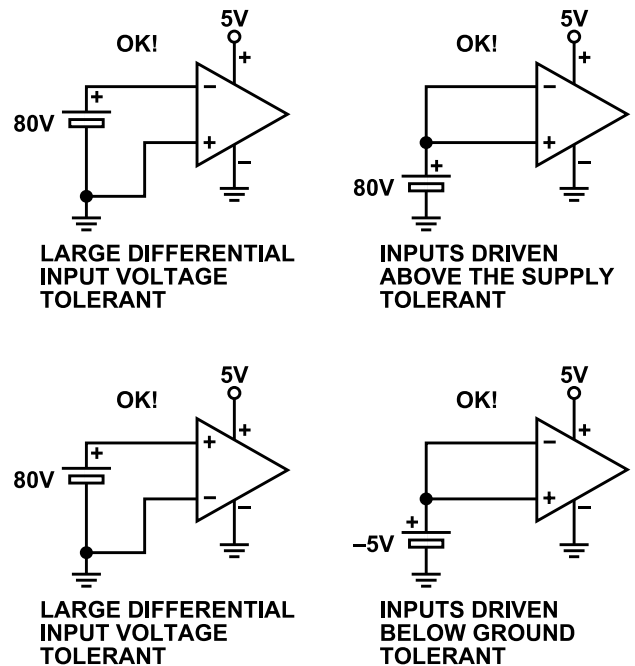 5V
OK!
+
+
−
80V
+
−
LARGE DIFFERENTIAL
INPUT VOLTAGE
TOLERANT
5V
OK!
+
−
+
+
80V
−
INPUTS DRIVEN
ABOVE THE SUPPLY
TOLERANT
5V
OK!
+
+
+
80V
−
−
LARGE DIFFERENTIAL
INPUT VOLTAGE
TOLERANT
5V
OK!
+
−
+
+
–5V
−
INPUTS DRIVEN
BELOW GROUND
TOLERANT